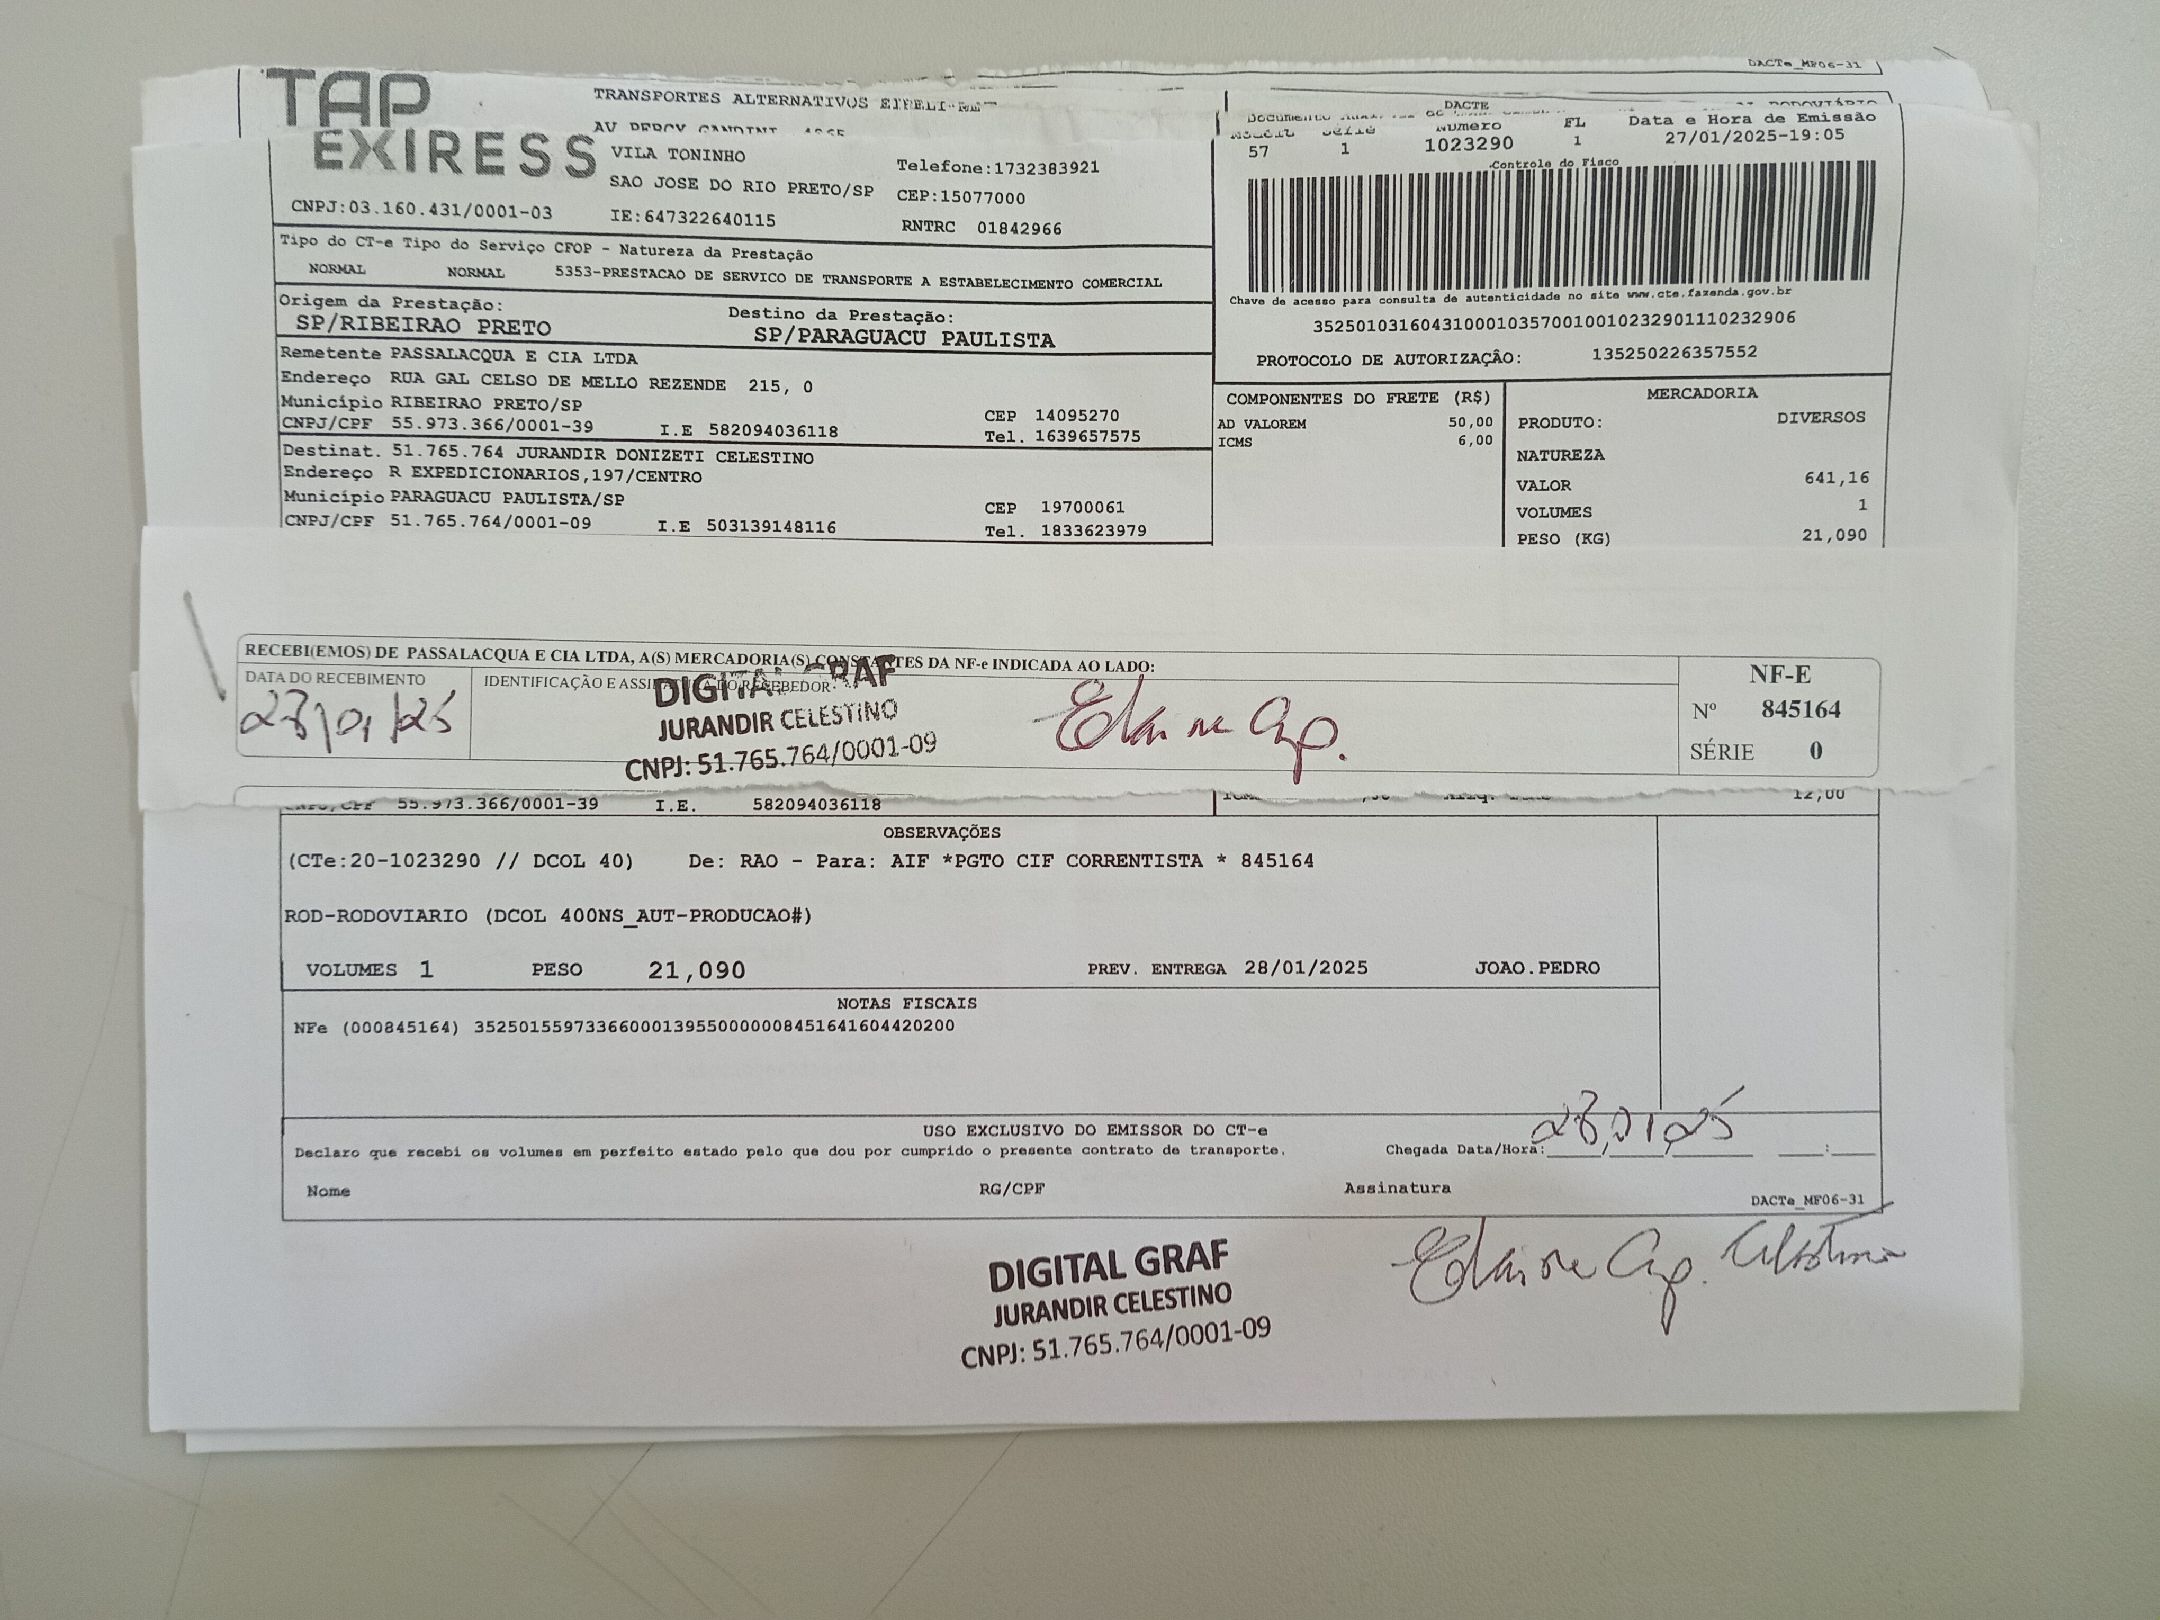 DACTe_MF06-31
TAP
EXIRESS
TRANSPORTES ALTERNATIVOS
VILA TONINHO
SAO JOSE DO RIO PRETO/SP
Telefone:1732383921
CEP:15077000
CNPJ:03.160.431/0001-03
IE:647322640115
RNTRC 01842966
DACTE
Numero
FL
Data e Hora de Emissão
57 1 1023290 1 27/01/2025-19:05
Controle do Fisco
Chave de acesso para consulta de autenticidade no site www.cte.fazenda.gov.br
35250103160431000103570010010232901110232906
PROTOCOLO DE AUTORIZAÇÃO: 135250226357552
Tipo do CT-e Tipo do Serviço CFOP - Natureza da Prestação
NORMAL NORMAL 5353-PRESTACAO DE SERVICO DE TRANSPORTE A ESTABELECIMENTO COMERCIAL
Origem da Prestação:
SP/RIBEIRAO PRETO
Destino da Prestação:
SP/PARAGUACU PAULISTA
Remetente PASSALACQUA E CIA LTDA
Endereço RUA GAL CELSO DE MELLO REZENDE 215, 0
Município RIBEIRAO PRETO/SP
CEP 14095270
CNPJ/CPF 55.973.366/0001-39 I.E 582094036118 Tel. 1639657575
Destinat. 51.765.764 JURANDIR DONIZETI CELESTINO
Endereço R EXPEDICIONARIOS,197/CENTRO
Município PARAGUACU PAULISTA/SP
CEP 19700061
CNPJ/CPF 51.765.764/0001-09 I.E 503139148116 Tel. 1833623979
COMPONENTES DO FRETE (R$)
AD VALOREM 50,00
ICMS 6,00
MERCADORIA
PRODUTO: DIVERSOS
NATUREZA
VALOR 641,16
VOLUMES 1
PESO (KG) 21,090
RECEBI(EMOS) DE PASSALACQUA E CIA LTDA, A(S) MERCADORIA(S) CONSTANTES DA NF-e INDICADA AO LADO:
DATA DO RECEBIMENTO
28/01/25
IDENTIFICAÇÃO E ASSINATURA DO RECEBEDOR
DIGITAL GRAF
JURANDIR CELESTINO
CNPJ: 51.765.764/0001-09
Elaine Ap.
NF-E
Nº 845164
SÉRIE 0
55.973.366/0001-39 I.E. 582094036118
12,00
OBSERVAÇÕES
(CTe:20-1023290 // DCOL 40) De: RAO - Para: AIF *PGTO CIF CORRENTISTA * 845164
ROD-RODOVIARIO (DCOL 400NS_AUT-PRODUCAO#)
VOLUMES 1 PESO 21,090 PREV. ENTREGA 28/01/2025 JOAO.PEDRO
NOTAS FISCAIS
NFe (000845164) 35250155973366000139550000008451641604420200
USO EXCLUSIVO DO EMISSOR DO CT-e
Declaro que recebi os volumes em perfeito estado pelo que dou por cumprido o presente contrato de transporte.
Chegada Data/Hora: 28/01/25
Nome RG/CPF Assinatura
DACTe_MF06-31
DIGITAL GRAF
JURANDIR CELESTINO
CNPJ: 51.765.764/0001-09
Elaine Ap. Celestino